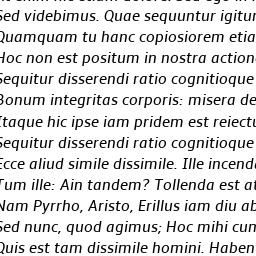 Sed videbimus. Quae sequuntur igitur
Quamquam tu hanc copiosiorem etia
Hoc non est positum in nostra action
Sequitur disserendi ratio cognitioque
Bonum integritas corporis: misera de
Itaque hic ipse iam pridem est reiectu
Sequitur disserendi ratio cognitioque
Ecce aliud simile dissimile. Ille incend
Tum ille: Ain tandem? Tollenda est at
Nam Pyrrho, Aristo, Erillus iam diu ab
Sed nunc, quod agimus; Hoc mihi cum
Quis est tam dissimile homini. Haben